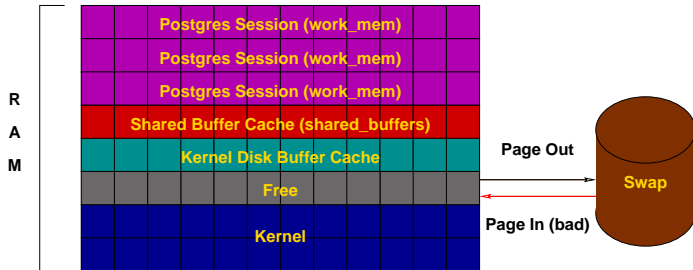 Postgres Session (work_mem)
Postgres Session (work_mem)
Postgres Session (work_mem)
R
A
M
Shared Buffer Cache (shared_buffers)
Kernel Disk Buffer Cache
Page Out
Free
Swap
Page In (bad)
Kernel